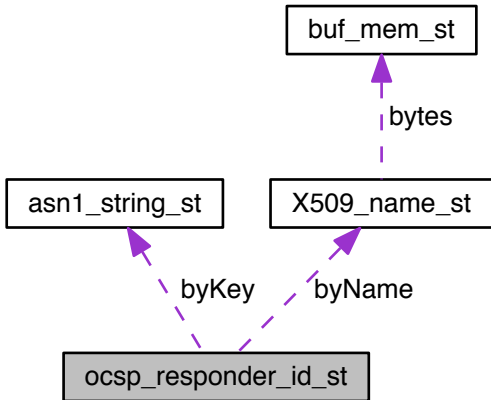 buf_mem_st
bytes
asn1_string_st
X509_name_st
byKey
byName
ocsp_responder_id_st